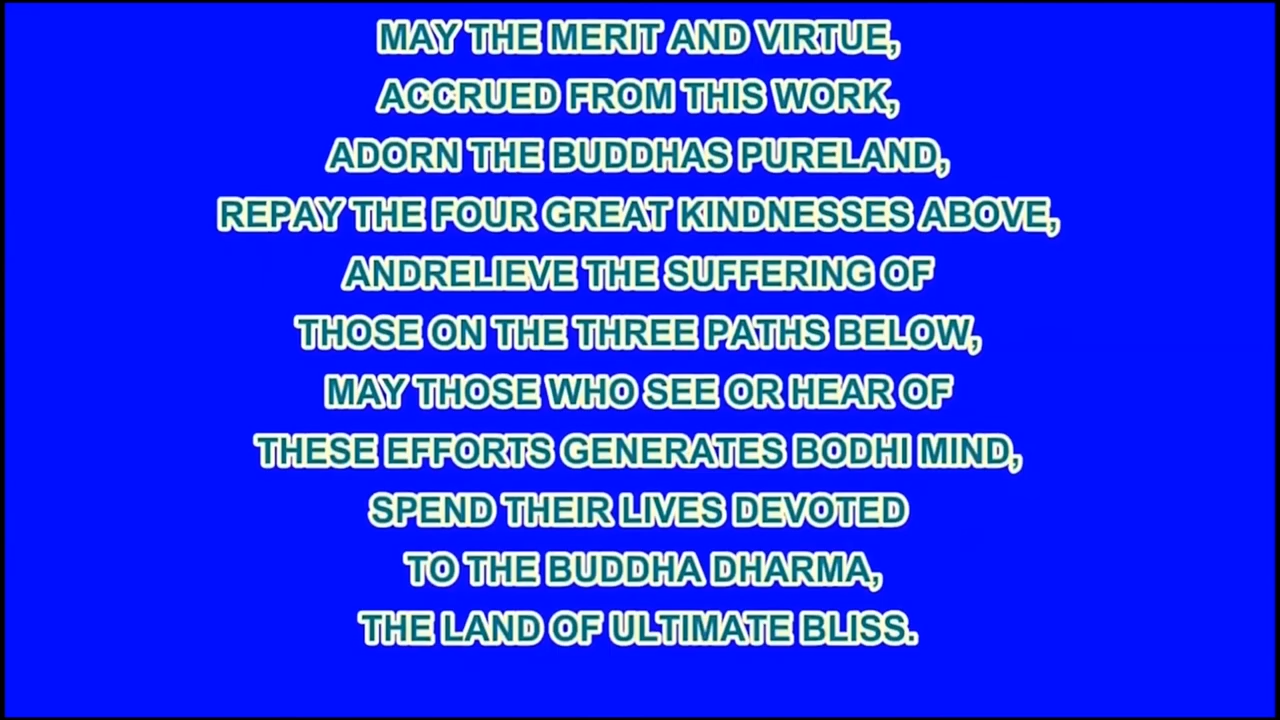 MAY THE MERIT AND VIRTUE,
ACCRUED FROM THIS WORK,
ADORN THE BUDDHAS PURELAND,
REPAY THE FOUR GREAT KINDNESSES ABOVE,
ANDRELIEVE THE SUFFERING OF
THOSE ON THE THREE PATHS BELOW,
MAY THOSE WHO SEE OR HEAR OF
THESE EFFORTS GENERATES BODHI MIND,
SPEND THEIR LIVES DEVOTED
TO THE BUDDHA DHARMA,
THE LAND OF ULTIMATE BLISS.